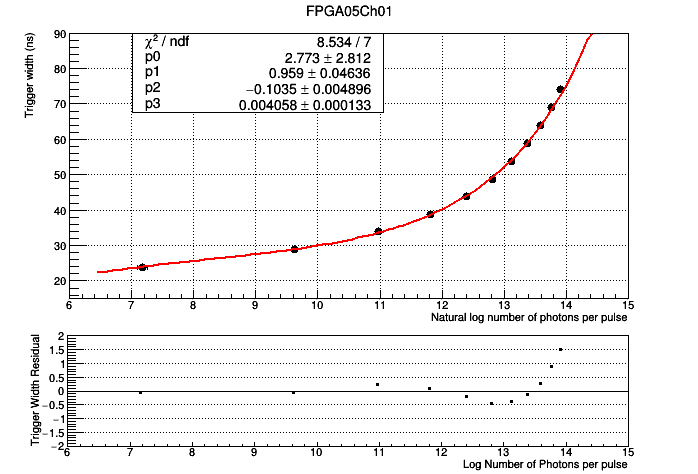 FPGA05Ch01
χ² / ndf 8.534 / 7
p0 2.773 ± 2.812
p1 0.959 ± 0.04636
p2 −0.1035 ± 0.004896
p3 0.004058 ± 0.000133
Trigger width (ns)
90
80
70
60
50
40
30
20
6 7 8 9 10 11 12 13 14 15
Natural log number of photons per pulse
Trigger Width Residual
2
1.5
1
0.5
0
−0.5
−1
−1.5
−2
6 7 8 9 10 11 12 13 14 15
Log Number of Photons per pulse